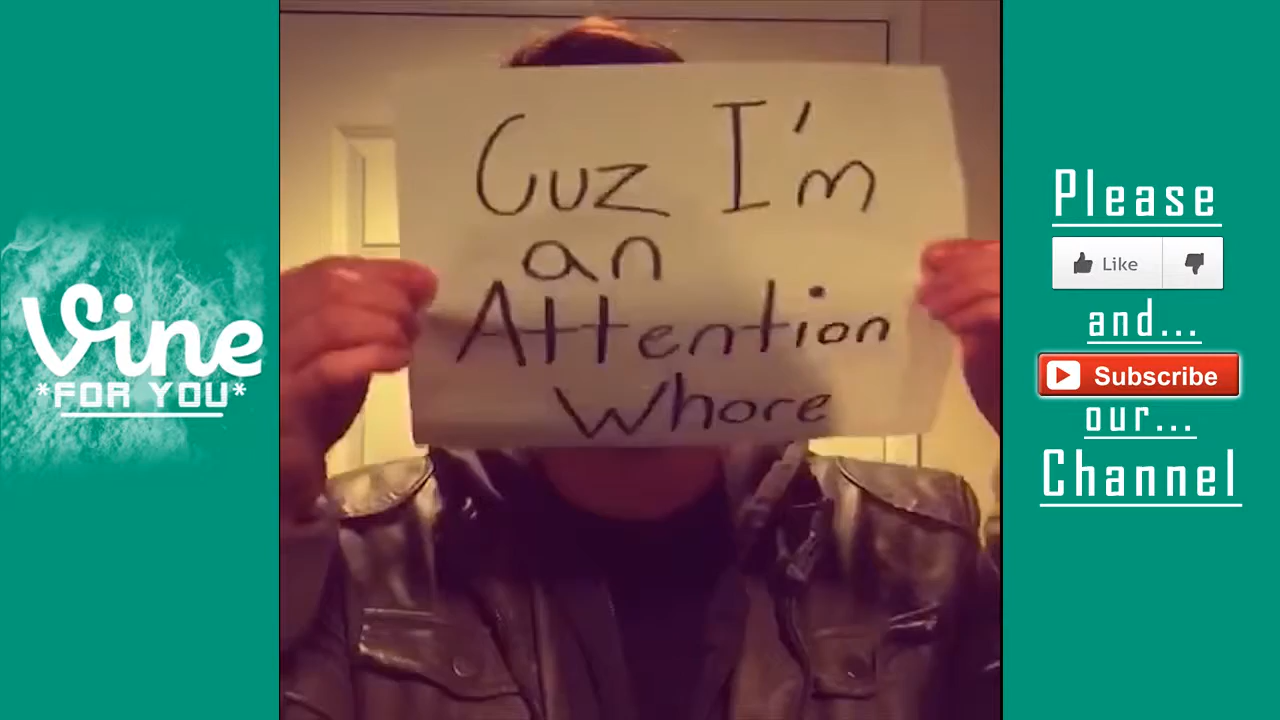 Cuz I'm
an
Attention
Whore
Vine
*FOR YOU*
Please
Like
and...
Subscribe
our...
Channel